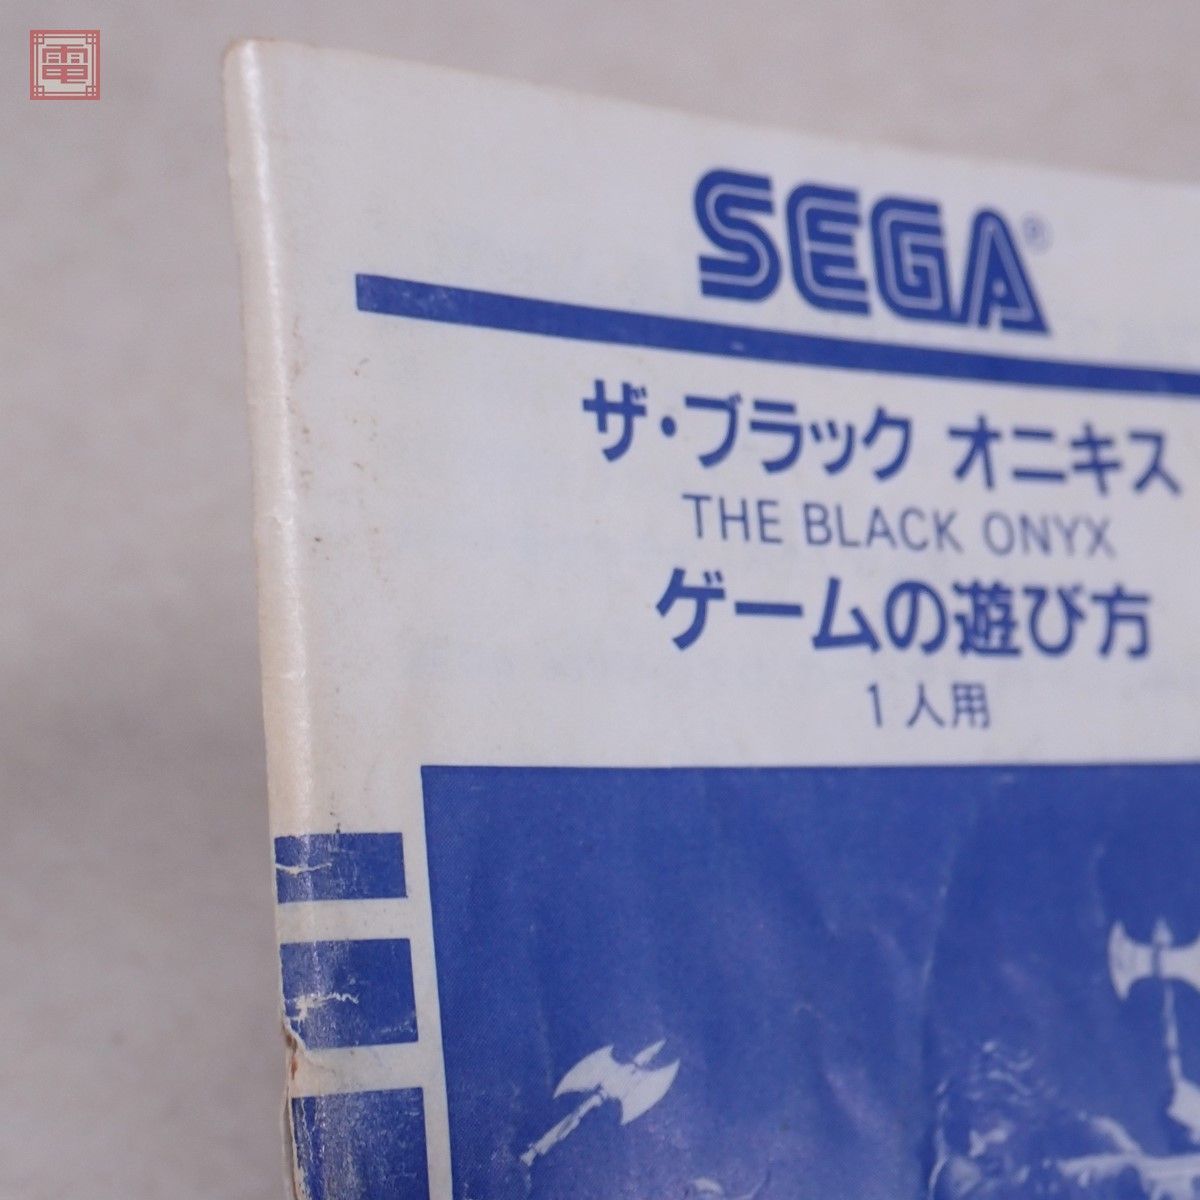 電
SEGA®
ザ・ブラック オニキス
THE BLACK ONYX
ゲームの遊び方
1人用